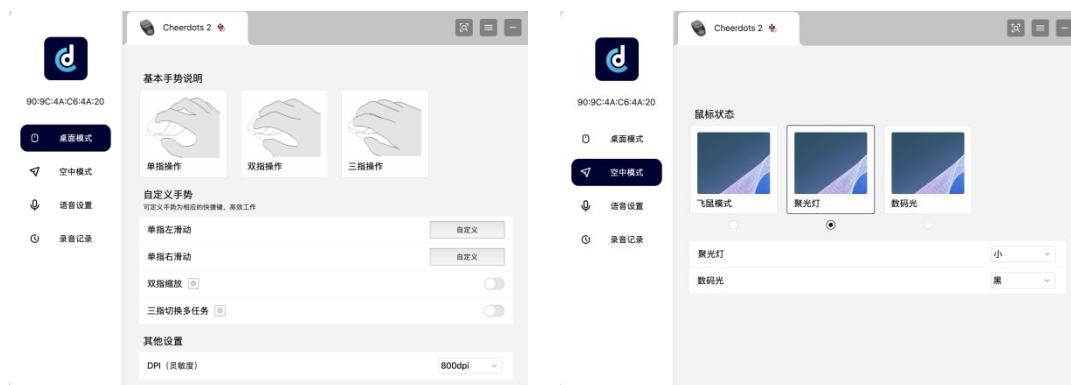 Cheerdots 2
90:9C:4A:C6:4A:20
桌面模式
空中模式
语音设置
录音记录
基本手势说明
单指操作
双指操作
三指操作
自定义手势
可定义手势为相应的快捷键，高效工作
单指左滑动
自定义
单指右滑动
自定义
双指缩放
三指切换多任务
其他设置
DPI（灵敏度）
800dpi
Cheerdots 2
90:9C:4A:C6:4A:20
桌面模式
空中模式
语音设置
录音记录
鼠标状态
飞鼠模式
聚光灯
数码光
聚光灯
小
数码光
黑